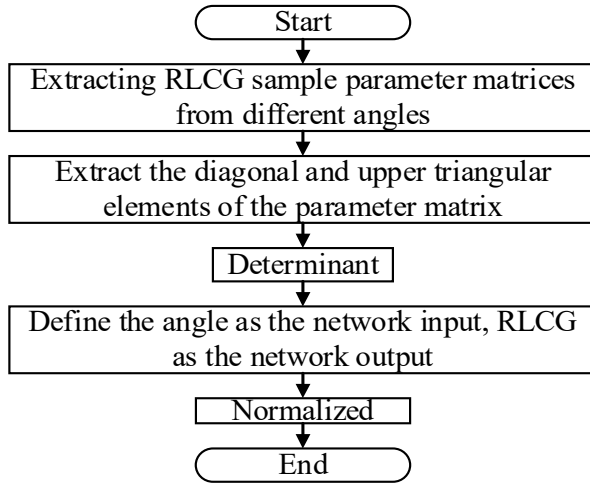 Start
Extracting RLCG sample parameter matrices
from different angles
Extract the diagonal and upper triangular
elements of the parameter matrix
Determinant
Define the angle as the network input, RLCG
as the network output
Normalized
End